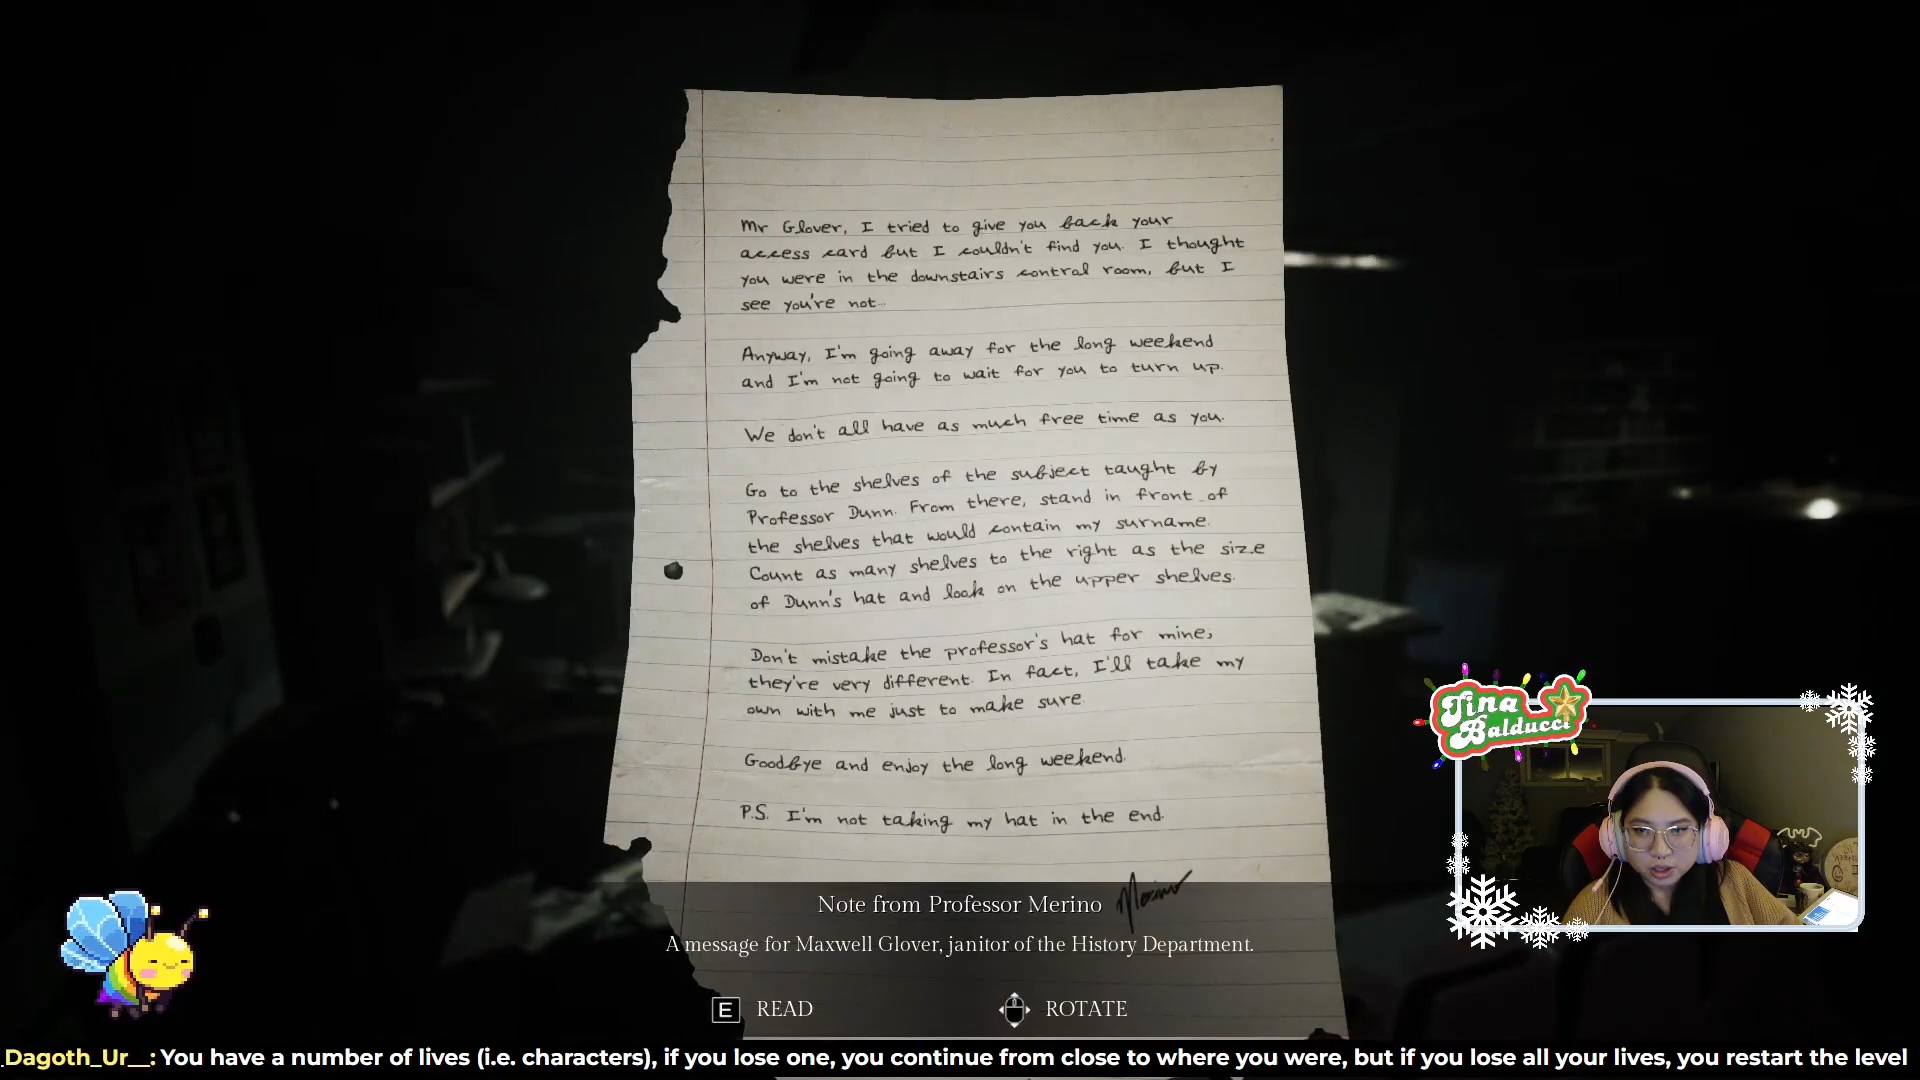 Mr Glover, I tried to give you back your
access card but I couldn't find you. I thought
you were in the downstairs control room, but I
see you're not...
Anyway, I'm going away for the long weekend
and I'm not going to wait for you to turn up.
We don't all have as much free time as you.
Go to the shelves of the subject taught by
Professor Dunn. From there, stand in front of
the shelves that would contain my surname.
Count as many shelves to the right as the size
of Dunn's hat and look on the upper shelves.
Don't mistake the professor's hat for mine;
they're very different. In fact, I'll take my
own with me just to make sure.
Goodbye and enjoy the long weekend.
P.S. I'm not taking my hat in the end.
Merino
Note from Professor Merino
A message for Maxwell Glover, janitor of the History Department.
E READ
ROTATE
Tina
Balducci
_Dagoth_Ur__: You have a number of lives (i.e. characters), if you lose one, you continue from close to where you were, but if you lose all your lives, you restart the level